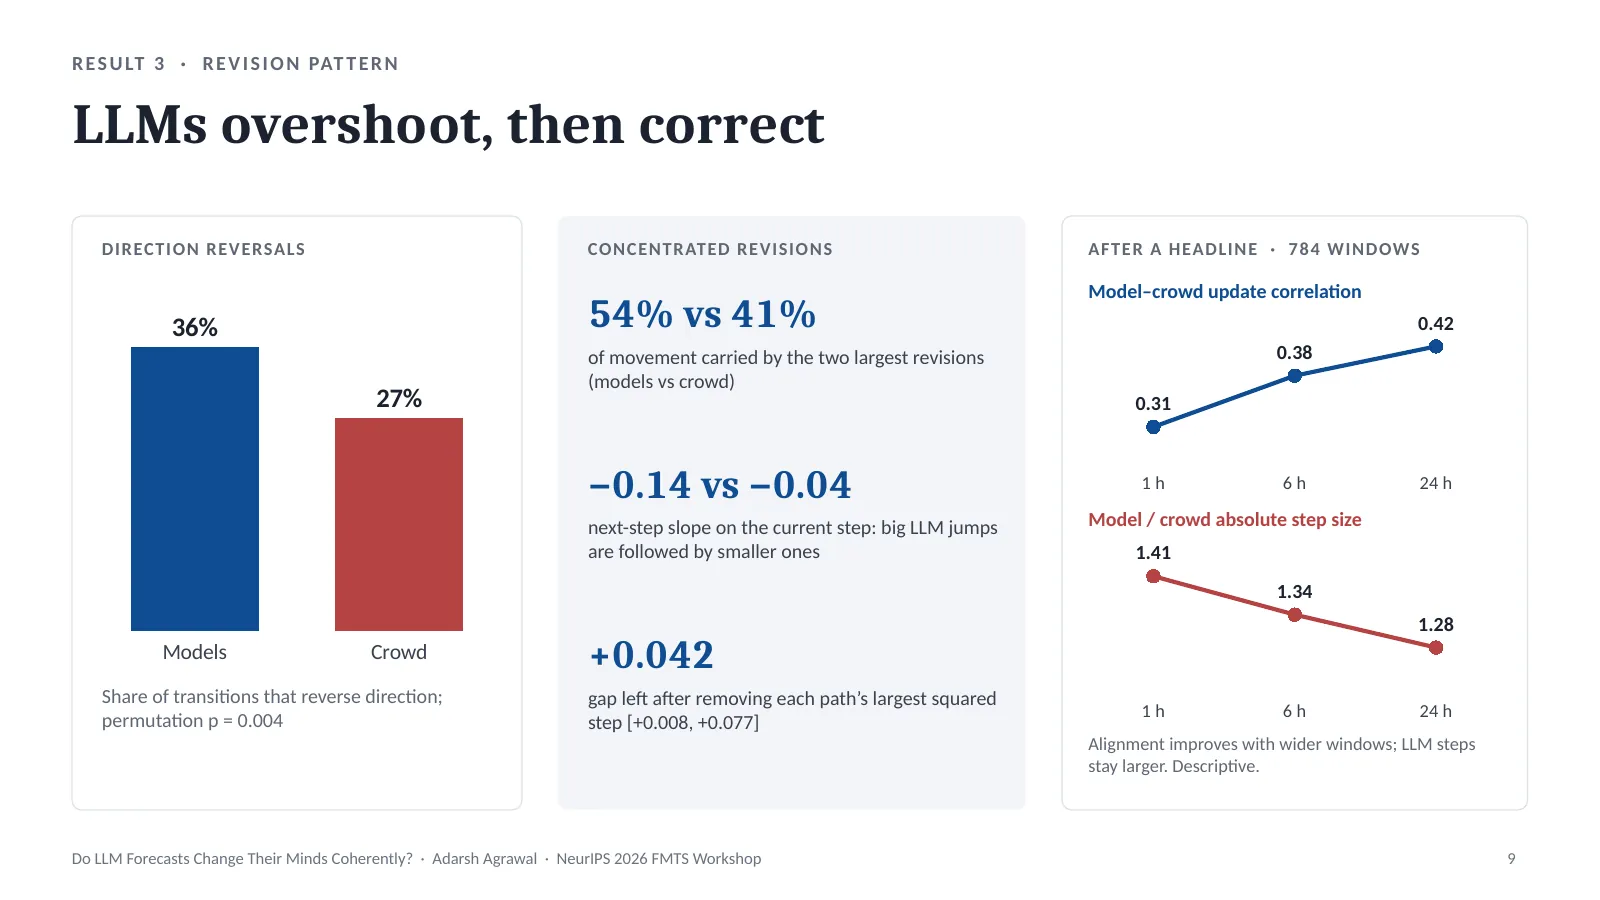 RESULT 3 · REVISION PATTERN
LLMs overshoot, then correct
DIRECTION REVERSALS
36%
27%
Models
Crowd
Share of transitions that reverse direction;
permutation p = 0.004
CONCENTRATED REVISIONS
54% vs 41%
of movement carried by the two largest revisions
(models vs crowd)
−0.14 vs −0.04
next-step slope on the current step: big LLM jumps
are followed by smaller ones
+0.042
gap left after removing each path’s largest squared
step [+0.008, +0.077]
AFTER A HEADLINE · 784 WINDOWS
Model–crowd update correlation
0.31
0.38
0.42
1 h
6 h
24 h
Model / crowd absolute step size
1.41
1.34
1.28
1 h
6 h
24 h
Alignment improves with wider windows; LLM steps
stay larger. Descriptive.
Do LLM Forecasts Change Their Minds Coherently? · Adarsh Agrawal · NeurIPS 2026 FMTS Workshop
9